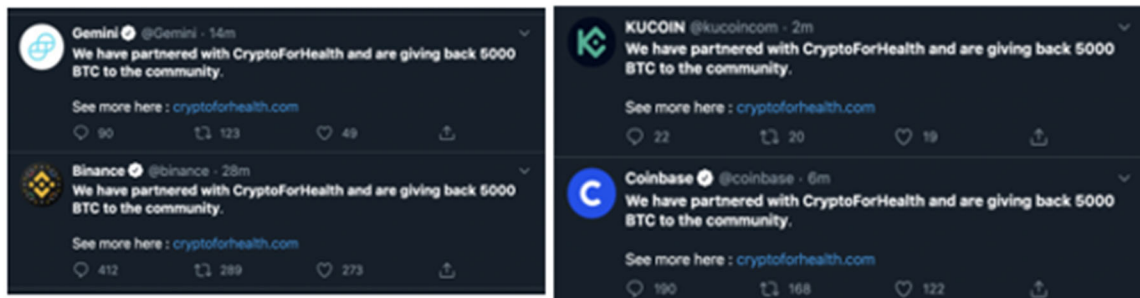 Gemini @Gemini · 14m
We have partnered with CryptoForHealth and are giving back 5000
BTC to the community.
See more here : cryptoforhealth.com
90 123 49
Binance @binance · 28m
We have partnered with CryptoForHealth and are giving back 5000
BTC to the community.
See more here : cryptoforhealth.com
412 289 273
KUCOIN @kucoincom · 2m
We have partnered with CryptoForHealth and are giving back 5000
BTC to the community.
See more here : cryptoforhealth.com
22 20 19
Coinbase @coinbase · 6m
We have partnered with CryptoForHealth and are giving back 5000
BTC to the community.
See more here : cryptoforhealth.com
190 168 122